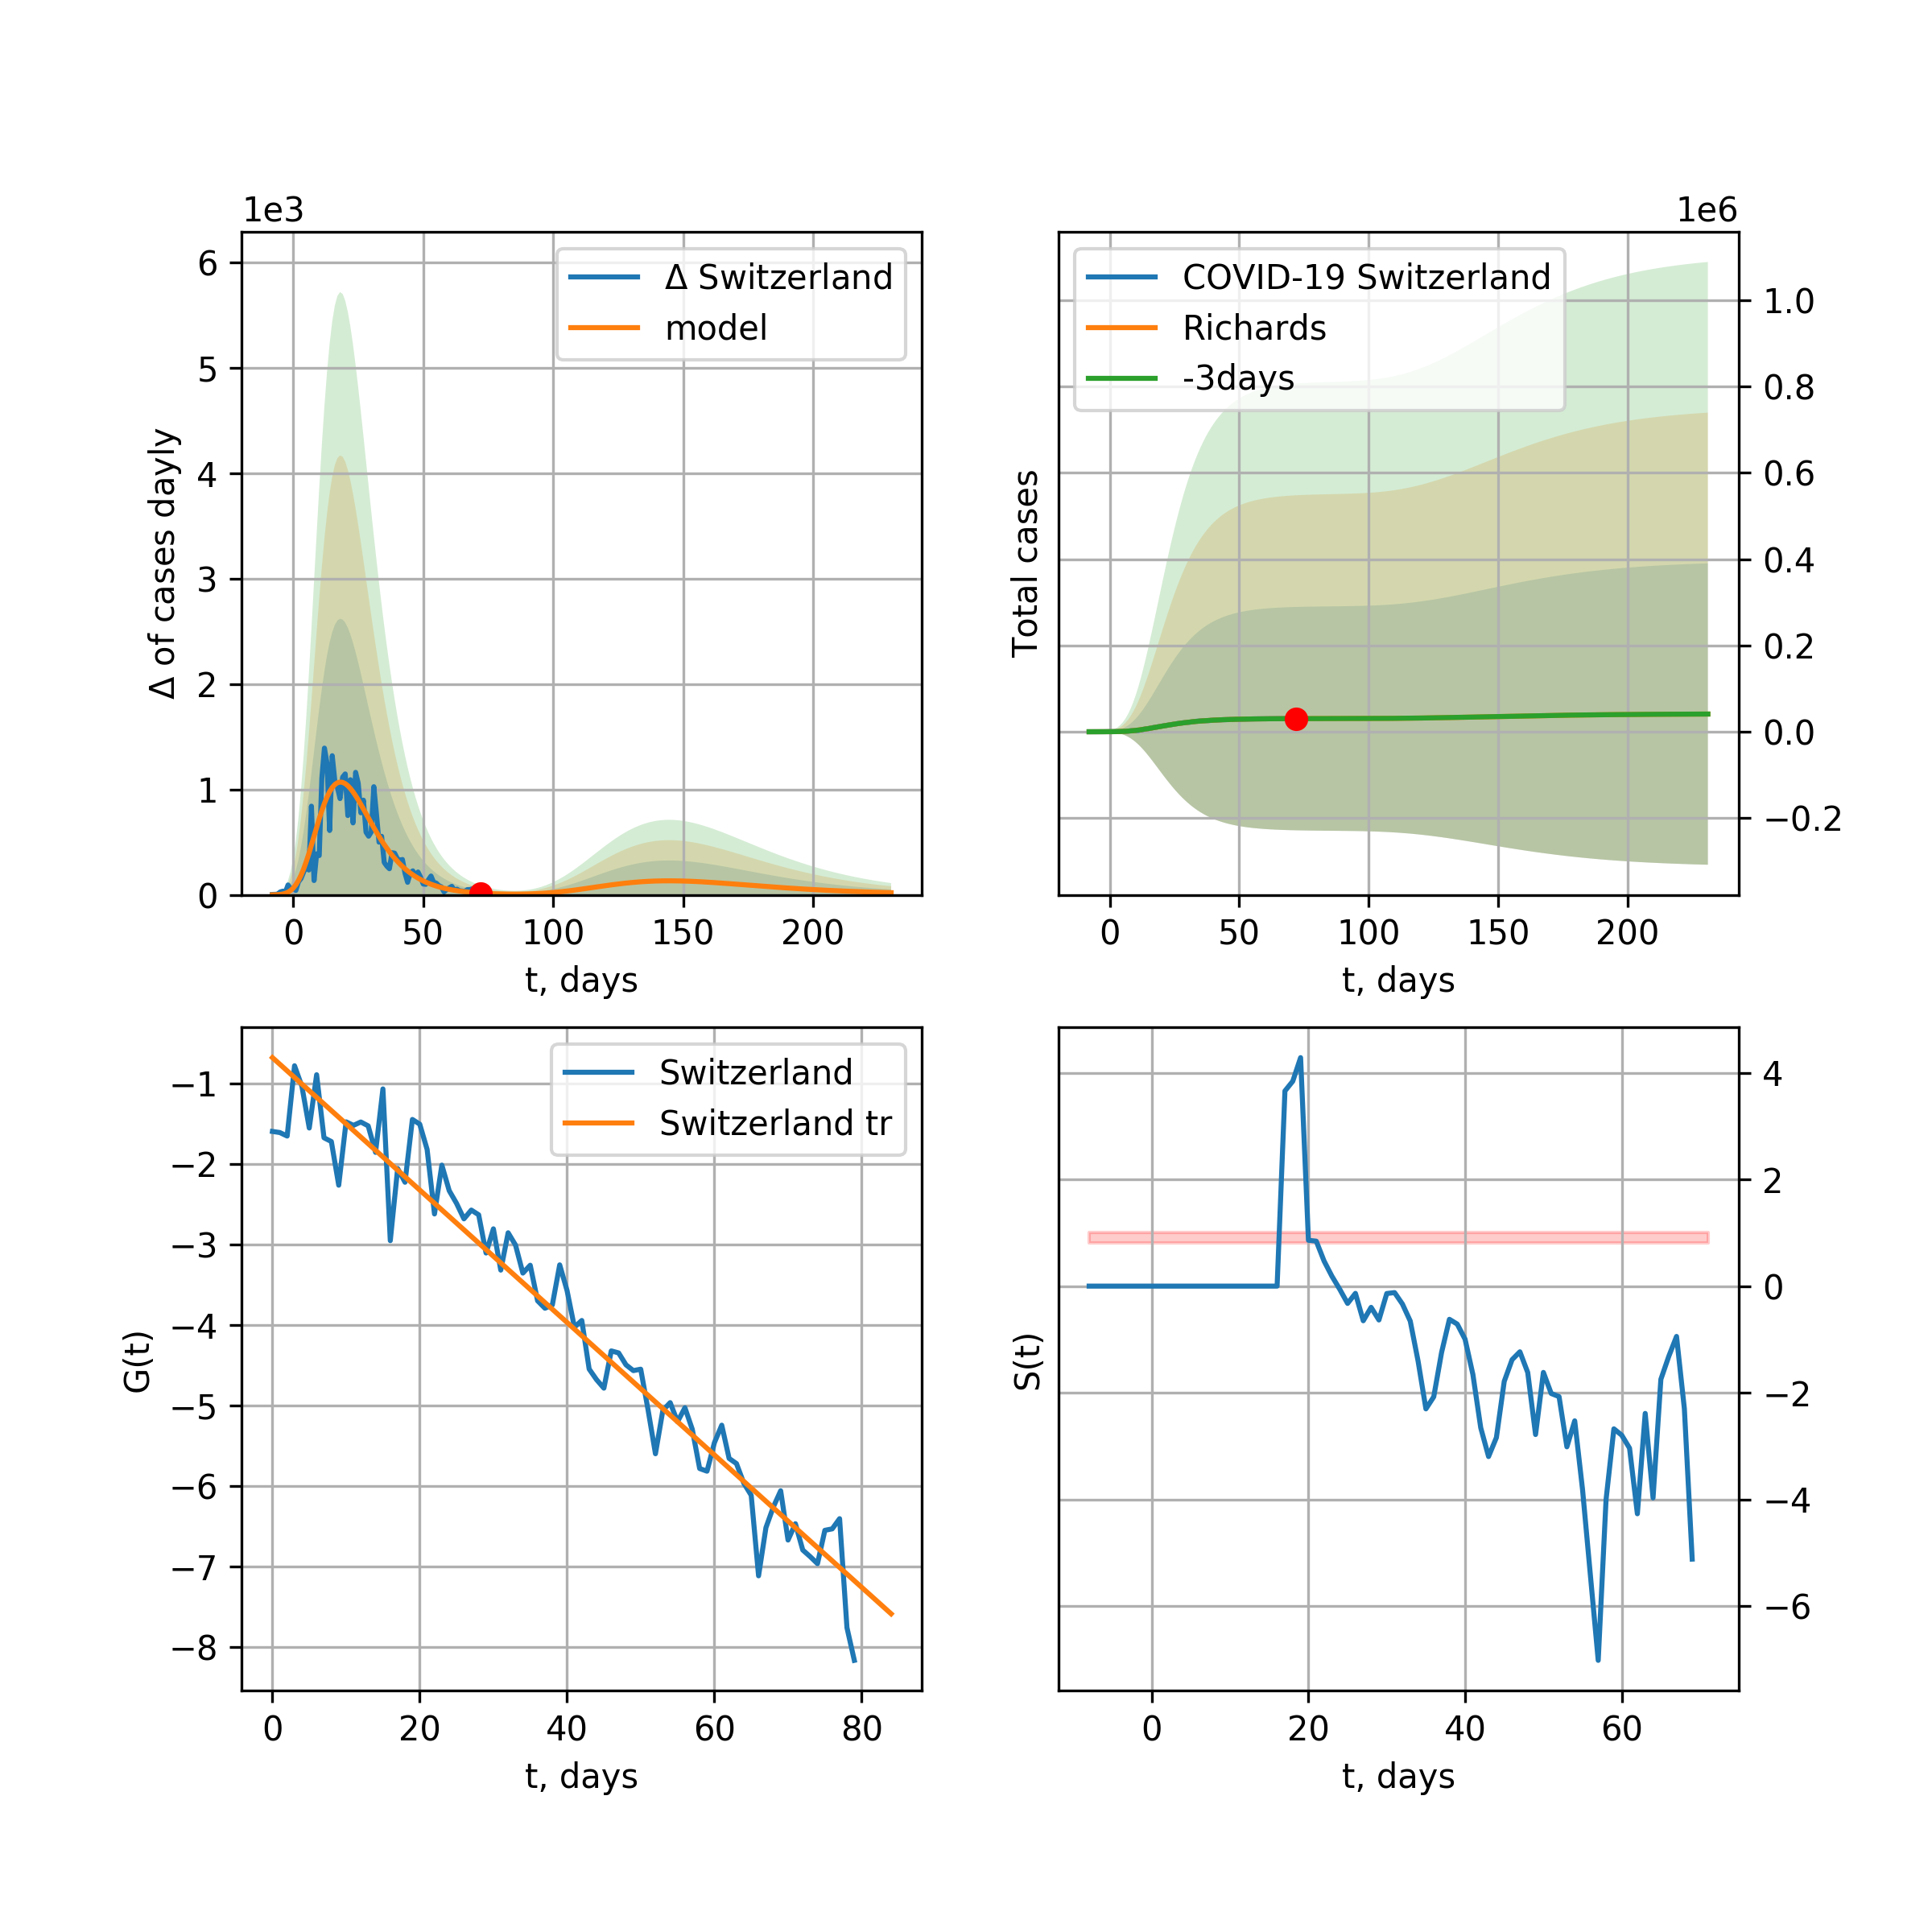 1e3
6
5
4
3
2
1
0
Δ of cases dayly
Δ Switzerland
model
0 50 100 150 200
t, days
1e6
COVID-19 Switzerland
Richards
-3days
Total cases
1.0
0.8
0.6
0.4
0.2
0.0
−0.2
0 50 100 150 200
t, days
−1
−2
−3
−4
−5
−6
−7
−8
G(t)
Switzerland
Switzerland tr
0 20 40 60 80
t, days
S(t)
4
2
0
−2
−4
−6
0 20 40 60
t, days